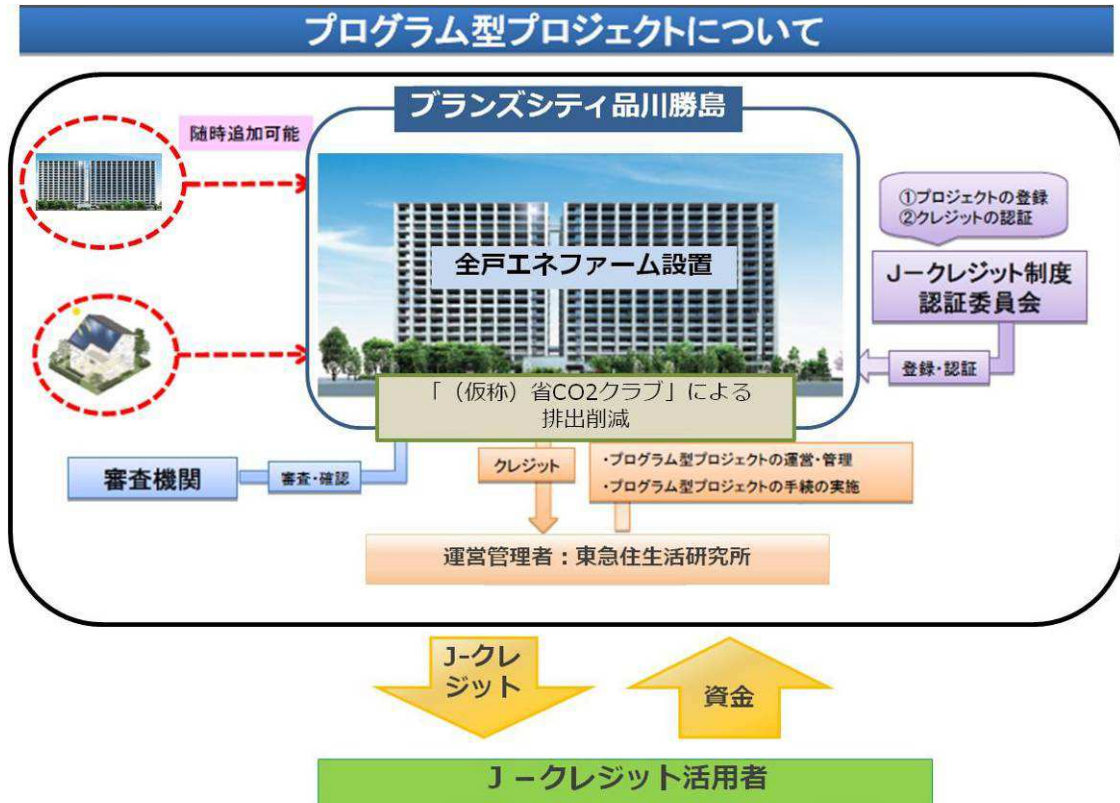 プログラム型プロジェクトについて
ブランズシティ品川勝島
随時追加可能
全戸エネファーム設置
①プロジェクトの登録
②クレジットの認証
J－クレジット制度
認証委員会
登録・認証
「（仮称）省CO2クラブ」による
排出削減
審査機関
審査・確認
クレジット
・プログラム型プロジェクトの運営・管理
・プログラム型プロジェクトの手続の実施
運営管理者：東急住生活研究所
J-クレ
ジット
資金
J－クレジット活用者